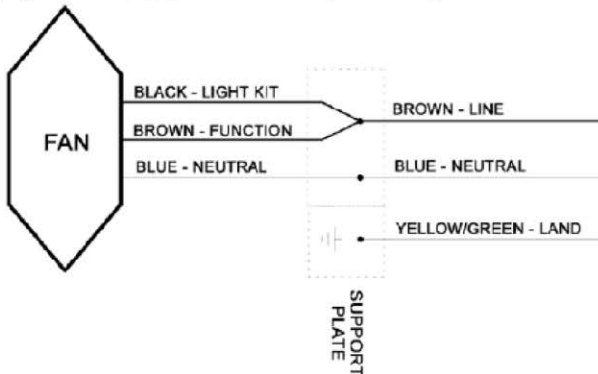 BLACK - LIGHT KIT
BROWN - LINE
FAN
BROWN - FUNCTION
BLUE - NEUTRAL
BLUE - NEUTRAL
YELLOW/GREEN - LAND
SUPPORT
PLATE